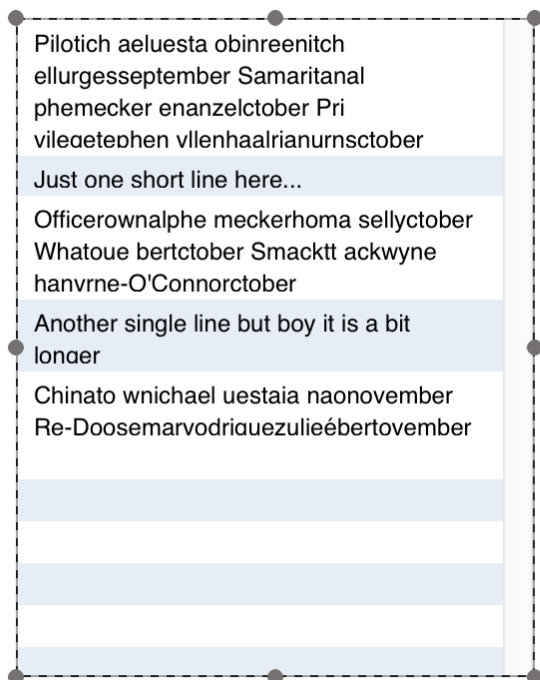 Pilotich aeluesta obinreenitch
ellurgesseptember Samaritanal
phemecker enanzelctober Pri
vilegetephen vllenhaalrianurnsctober
Just one short line here...
Officerownalphe meckerhoma sellyctober
Whatoue bertctober Smacktt ackwyne
hanvrne-O'Connorctober
Another single line but boy it is a bit
longer
Chinato wnichael uestaia naonovember
Re-Doosemarvodriguezulieébertovember